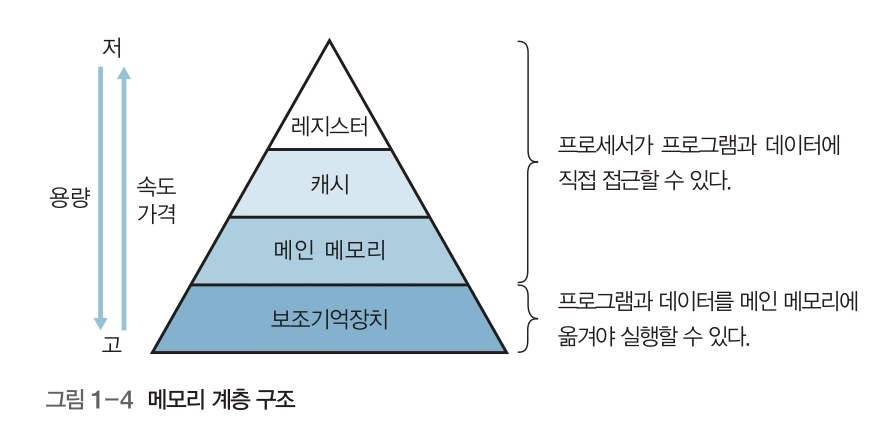 저
용량
속도
가격
고
레지스터
캐시
메인 메모리
보조기억장치
프로세서가 프로그램과 데이터에
직접 접근할 수 있다.
프로그램과 데이터를 메인 메모리에
옮겨야 실행할 수 있다.
그림 1-4 메모리 계층 구조